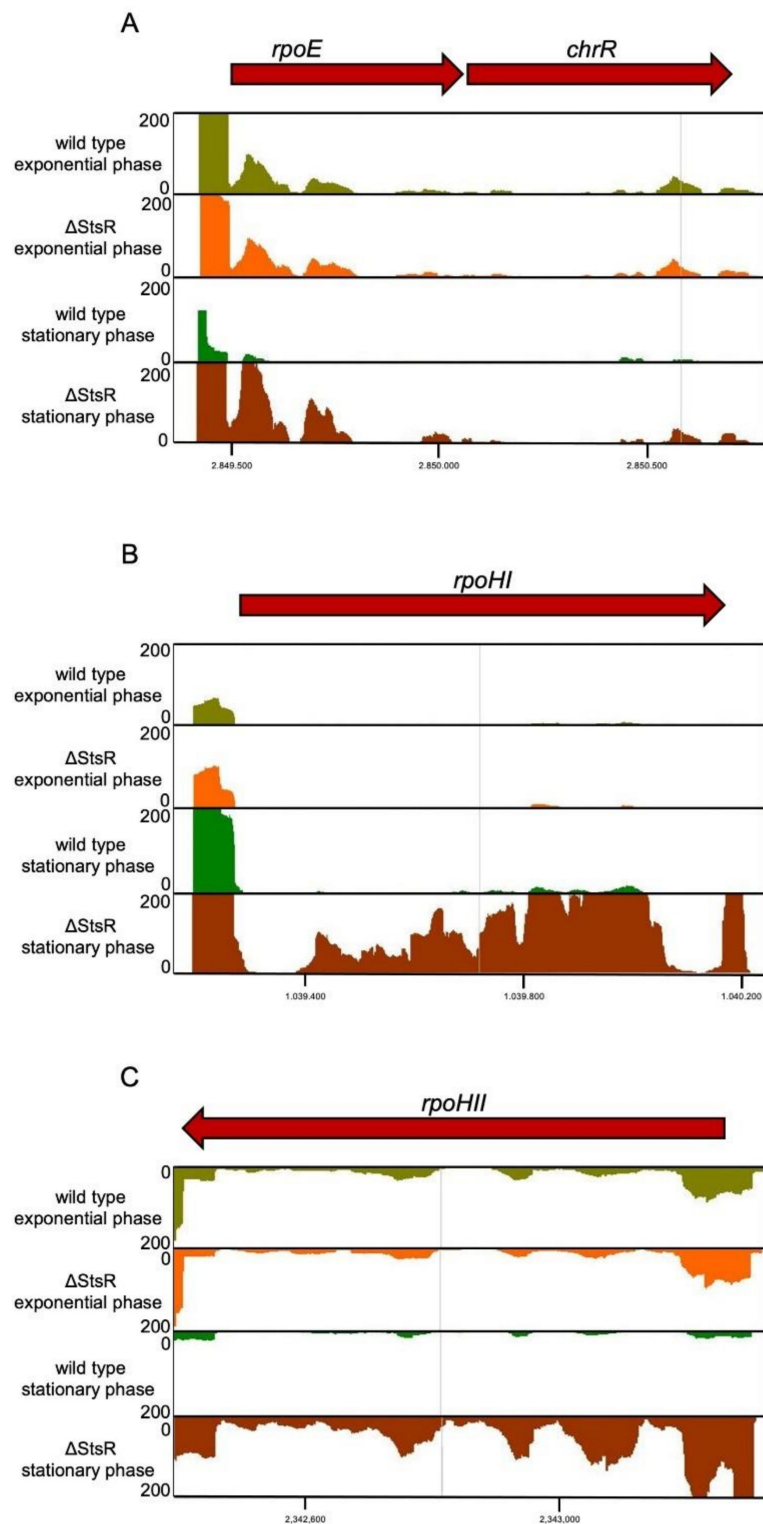 A
rpoE chrR
200
wild type
exponential phase
0
200
ΔStsR
exponential phase
0
200
wild type
stationary phase
0
200
ΔStsR
stationary phase
0
2.849.500 2.850.000 2.850.500
B
rpoHI
200
wild type
exponential phase
0
200
ΔStsR
exponential phase
0
200
wild type
stationary phase
0
200
ΔStsR
stationary phase
0
1.039.400 1.039.800 1.040.200
C
rpoHII
0
wild type
exponential phase
200
0
ΔStsR
exponential phase
200
0
wild type
stationary phase
200
0
ΔStsR
stationary phase
200
2,342,600 2,343,000